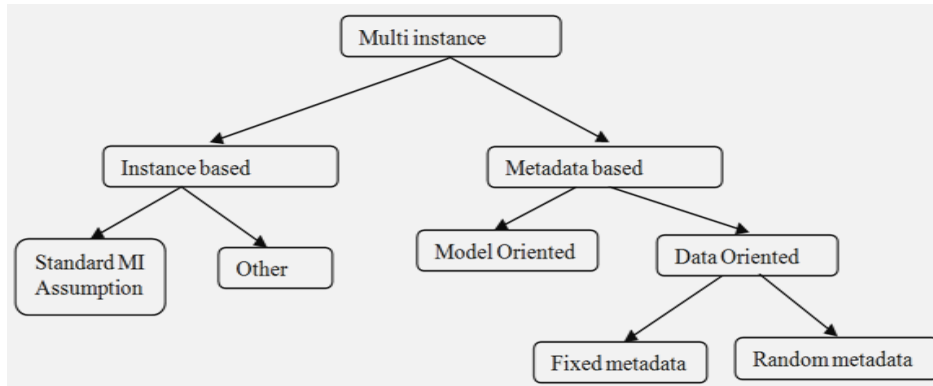 Multi instance
Instance based
Metadata based
Standard MI
Assumption
Other
Model Oriented
Data Oriented
Fixed metadata
Random metadata